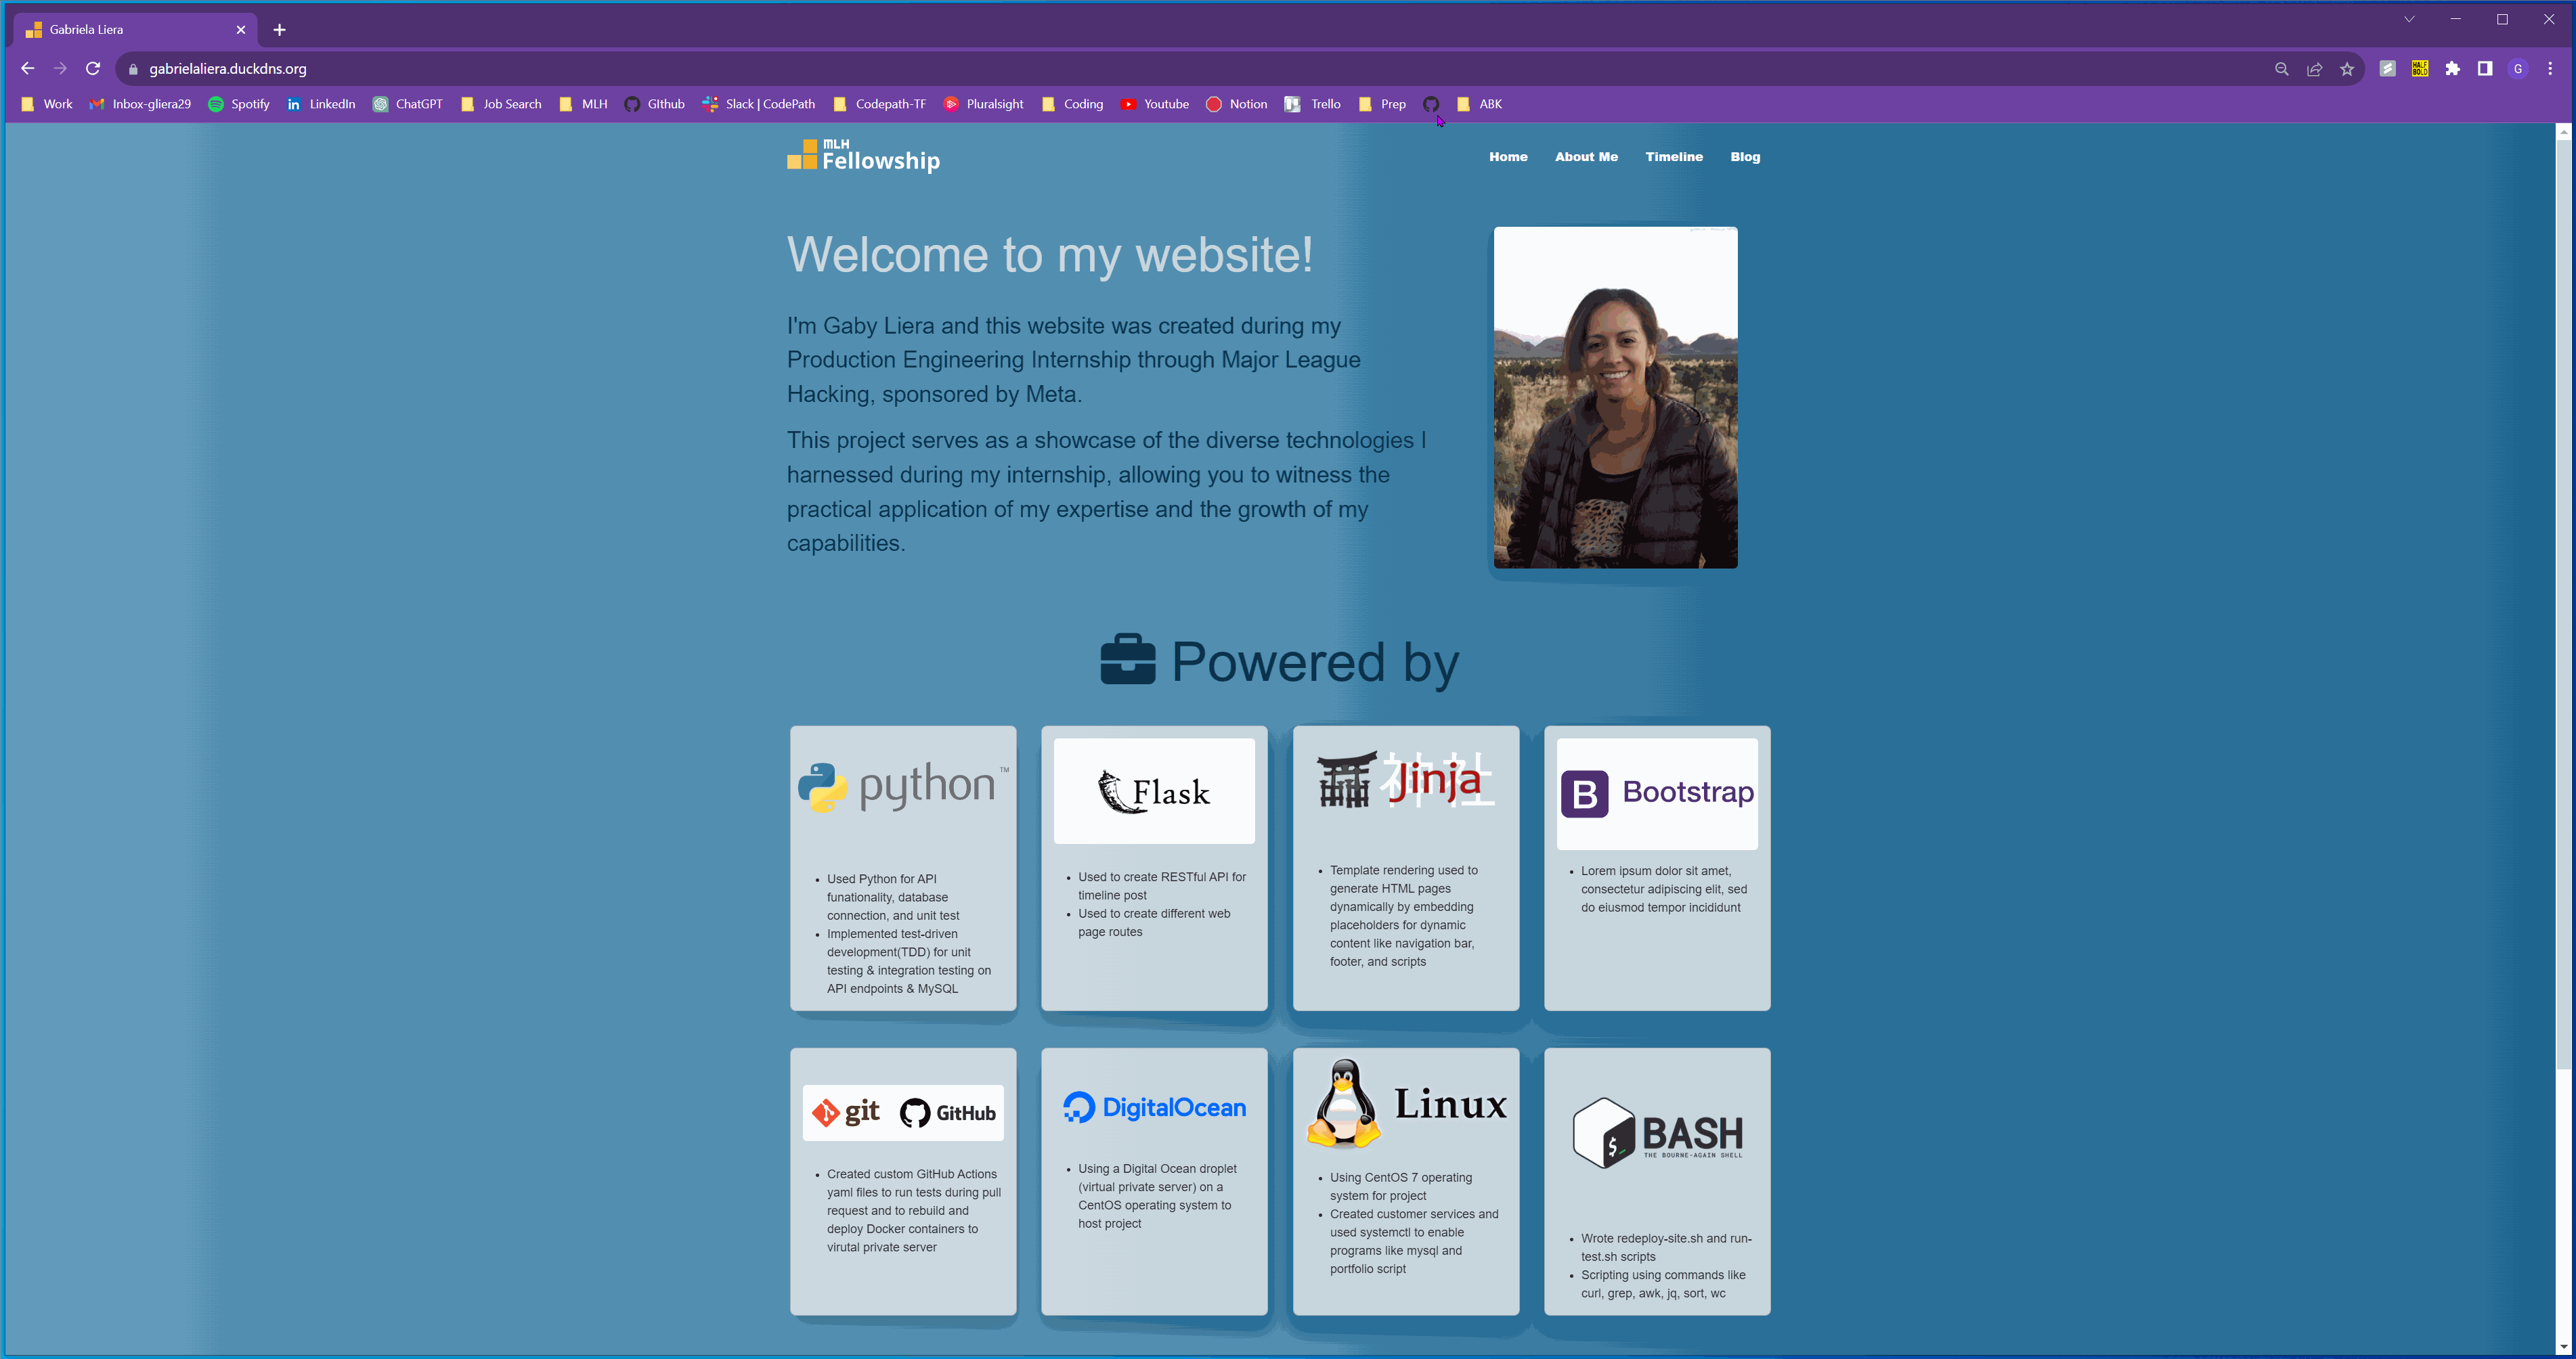 Gabriela Liera
gabrielaliera.duckdns.org
G
Work Inbox-gliera29 Spotify LinkedIn ChatGPT Job Search MLH GIthub Slack | CodePath Codepath-TF Pluralsight Coding Youtube Notion Trello Prep ABK
MLH
Fellowship
Home About Me Timeline Blog
Welcome to my website!
I'm Gaby Liera and this website was created during my
Production Engineering Internship through Major League
Hacking, sponsored by Meta.
This project serves as a showcase of the diverse technologies I
harnessed during my internship, allowing you to witness the
practical application of my expertise and the growth of my
capabilities.
Powered by
python™
• Used Python for API
funationality, database
connection, and unit test
• Implemented test-driven
development(TDD) for unit
testing & integration testing on
API endpoints & MySQL
Flask
• Used to create RESTful API for
timeline post
• Used to create different web
page routes
神社 Jinja
• Template rendering used to
generate HTML pages
dynamically by embedding
placeholders for dynamic
content like navigation bar,
footer, and scripts
B Bootstrap
• Lorem ipsum dolor sit amet,
consectetur adipiscing elit, sed
do eiusmod tempor incididunt
git GitHub
• Created custom GitHub Actions
yaml files to run tests during pull
request and to rebuild and
deploy Docker containers to
virutal private server
DigitalOcean
• Using a Digital Ocean droplet
(virtual private server) on a
CentOS operating system to
host project
Linux
• Using CentOS 7 operating
system for project
• Created customer services and
used systemctl to enable
programs like mysql and
portfolio script
$_ BASH
THE BOURNE-AGAIN SHELL
• Wrote redeploy-site.sh and run-
test.sh scripts
• Scripting using commands like
curl, grep, awk, jq, sort, wc